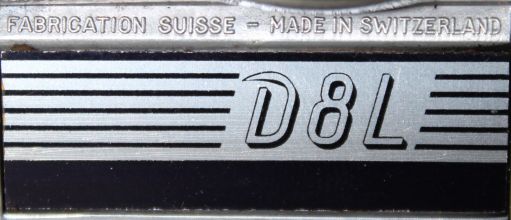 FABRICATION SUISSE - MADE IN SWITZERLAND
D8L